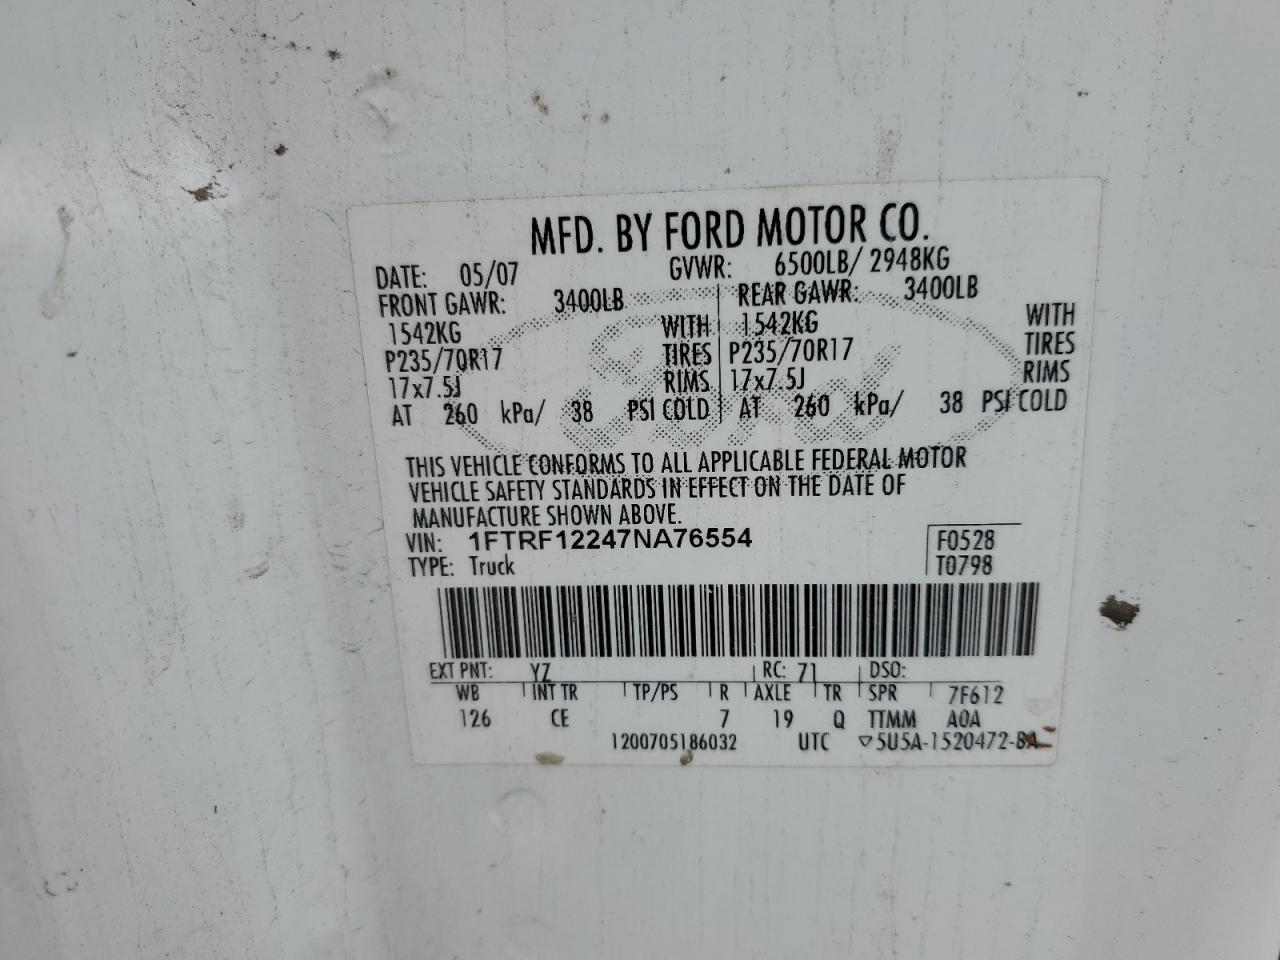 MFD. BY FORD MOTOR CO.
DATE: 05/07 GVWR: 6500LB/ 2948KG
FRONT GAWR: 3400LB REAR GAWR: 3400LB
1542KG WITH 1542KG WITH
P235/70R17 TIRES P235/70R17 TIRES
17x7.5J RIMS 17x7.5J RIMS
AT 260 kPa/ 38 PSI COLD AT 260 kPa/ 38 PSI COLD
THIS VEHICLE CONFORMS TO ALL APPLICABLE FEDERAL MOTOR
VEHICLE SAFETY STANDARDS IN EFFECT ON THE DATE OF
MANUFACTURE SHOWN ABOVE.
VIN: 1FTRF12247NA76554 F0528
TYPE: Truck T0798
EXT PNT: YZ RC: 71 DSO:
WB INT TR TP/PS R AXLE TR SPR 7F612
126 CE 7 19 Q TTMM A0A
1200705186032 UTC ▽5U5A-1520472-BA